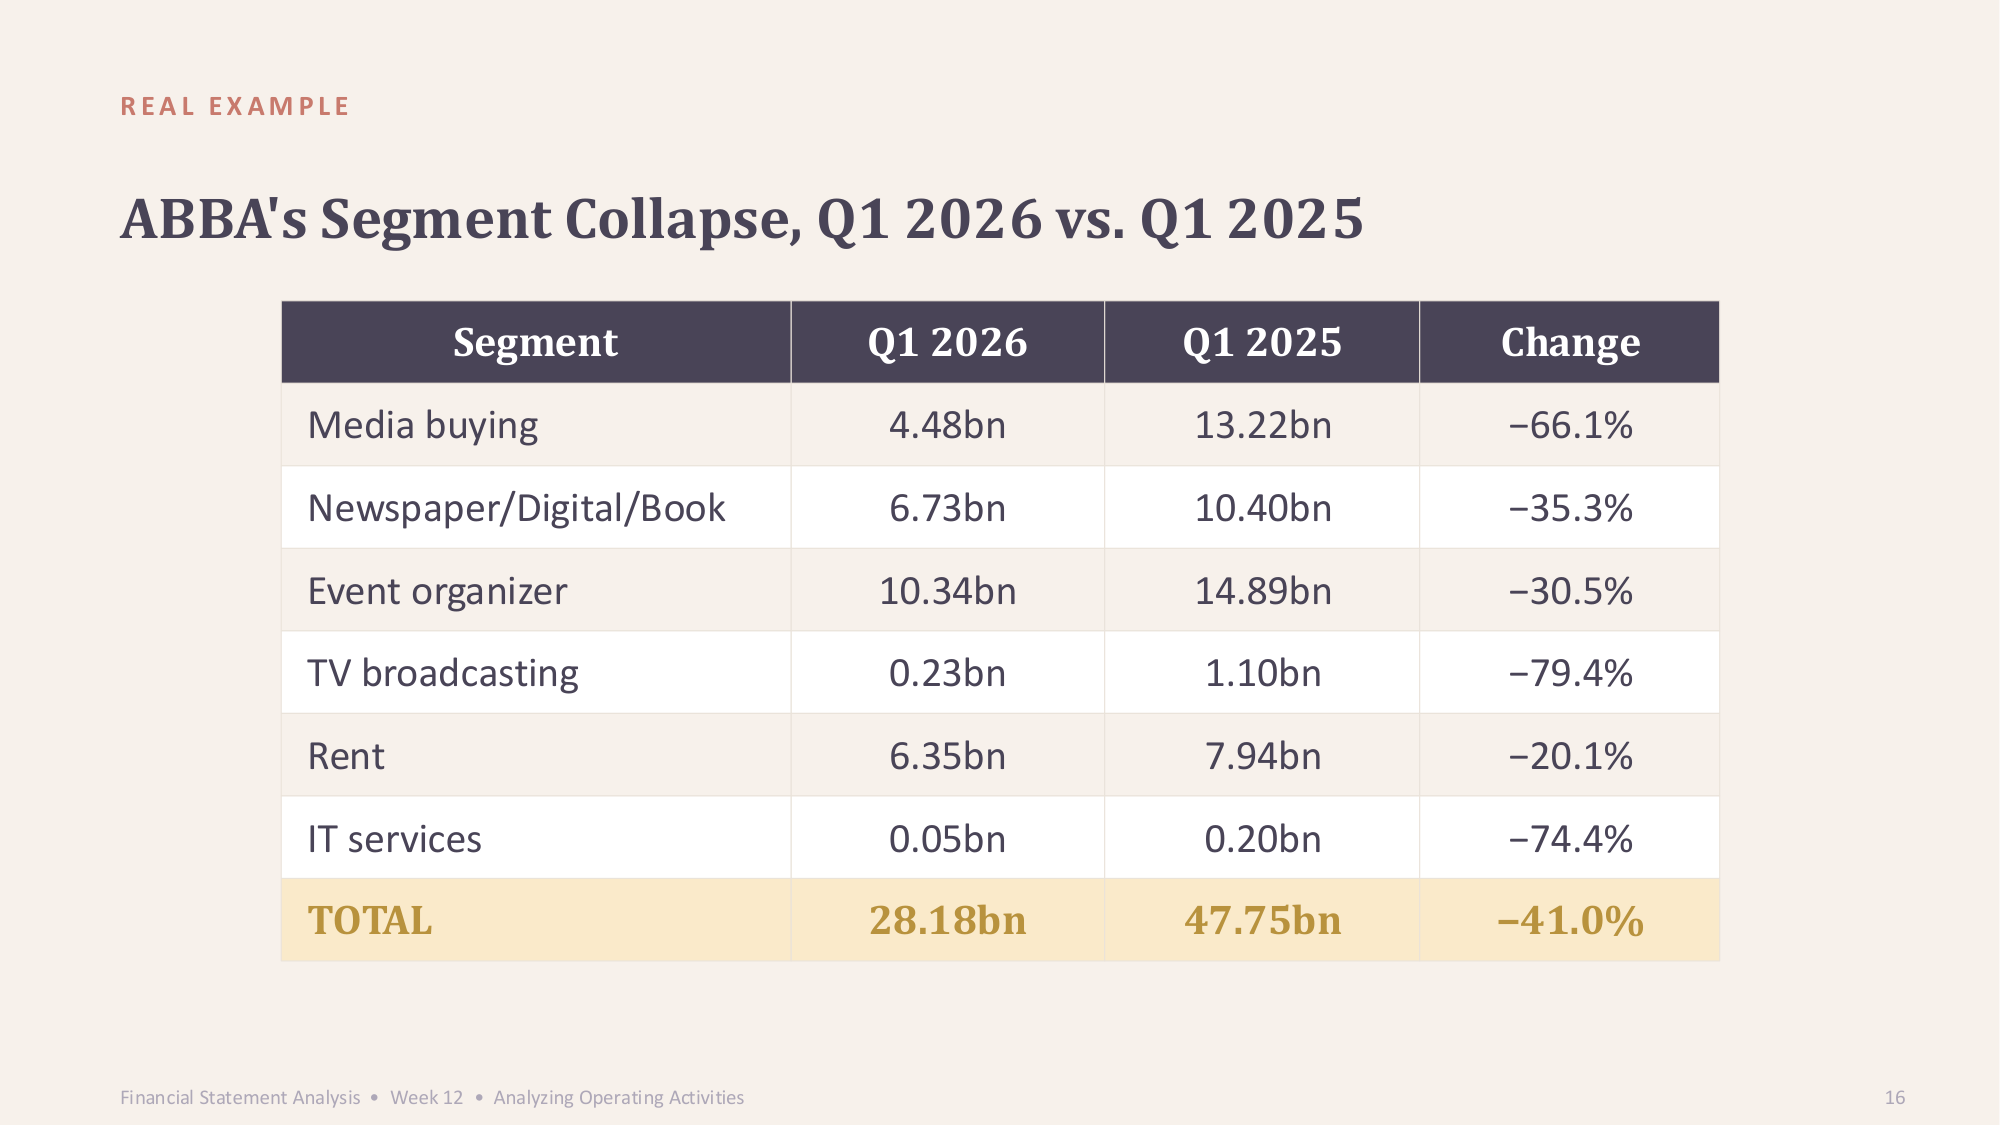 REAL EXAMPLE
ABBA's Segment Collapse, Q1 2026 vs. Q1 2025
Segment Q1 2026 Q1 2025 Change
Media buying 4.48bn 13.22bn −66.1%
Newspaper/Digital/Book 6.73bn 10.40bn −35.3%
Event organizer 10.34bn 14.89bn −30.5%
TV broadcasting 0.23bn 1.10bn −79.4%
Rent 6.35bn 7.94bn −20.1%
IT services 0.05bn 0.20bn −74.4%
TOTAL 28.18bn 47.75bn −41.0%
Financial Statement Analysis • Week 12 • Analyzing Operating Activities 16